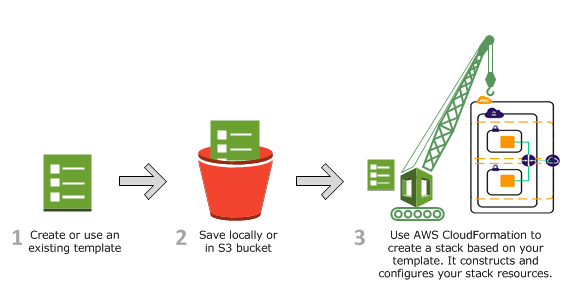 AWS
1 Create or use an
existing template
2 Save locally or
in S3 bucket
3 Use AWS CloudFormation to
create a stack based on your
template. It constructs and
configures your stack resources.